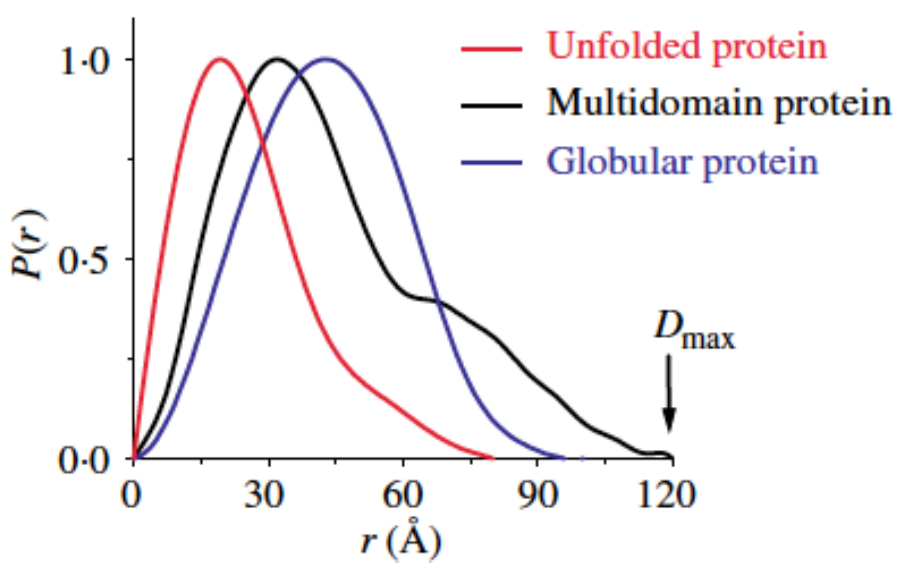 Unfolded protein
Multidomain protein
Globular protein
1·0
0·5
0·0
P(r)
Dmax
0 30 60 90 120
r (Å)